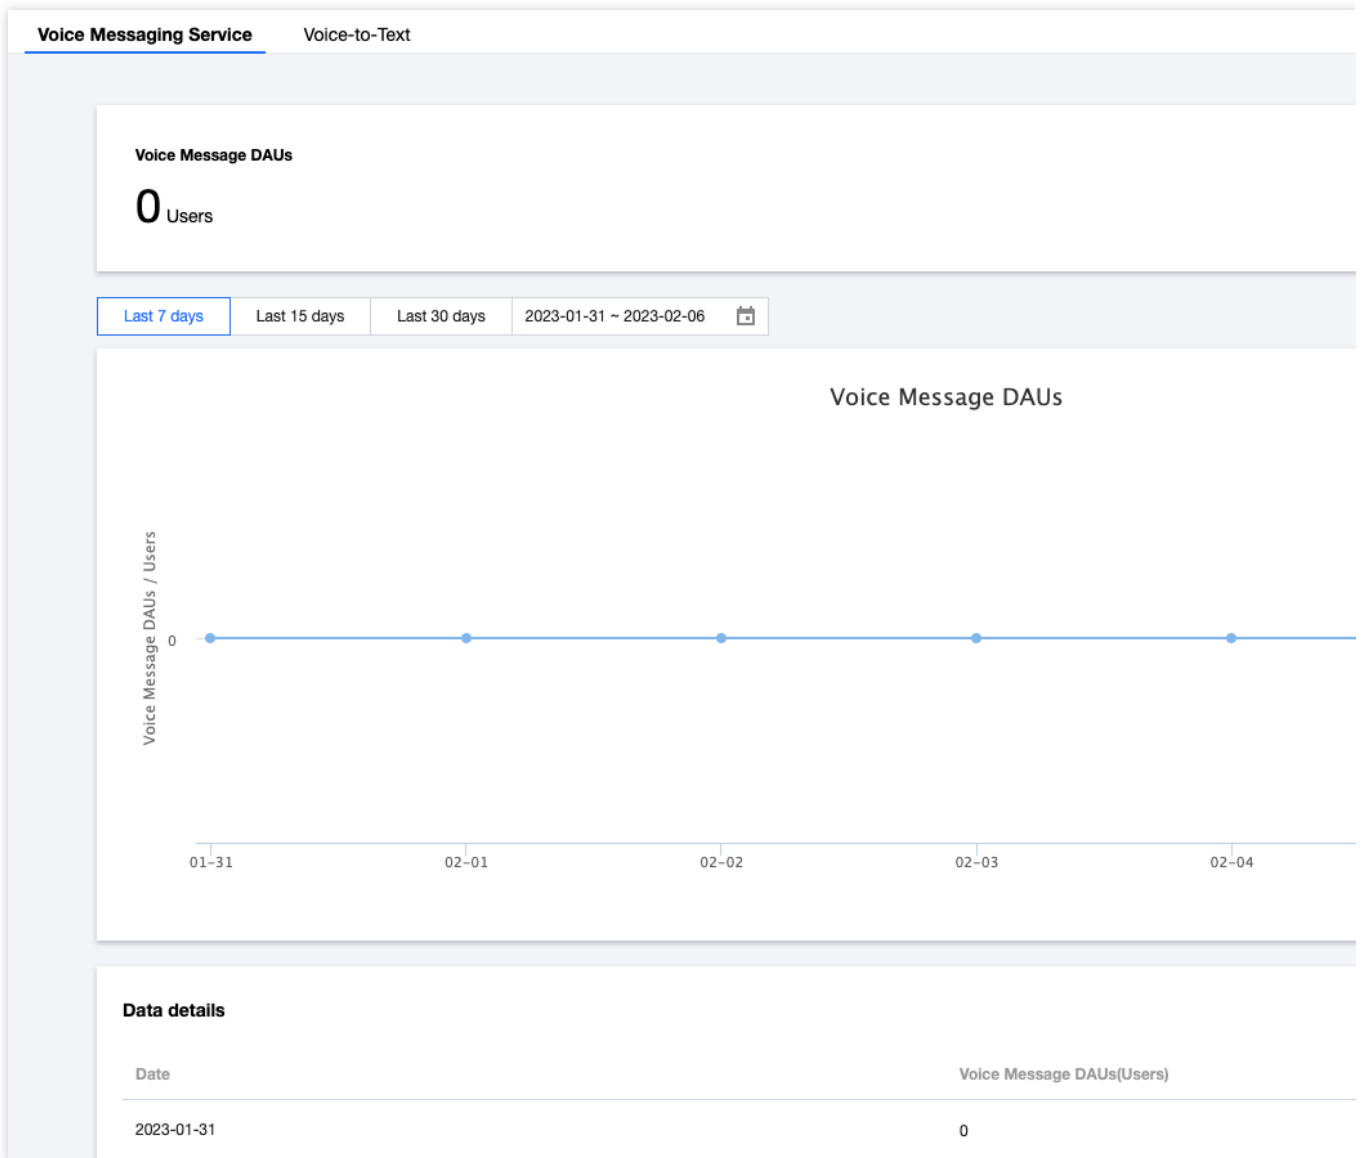 Voice Messaging Service Voice-to-Text
Voice Message DAUs
0 Users
Last 7 days Last 15 days Last 30 days 2023-01-31 ~ 2023-02-06
Voice Message DAUs
Voice Message DAUs / Users
0
01-31 02-01 02-02 02-03 02-04
Data details
Date Voice Message DAUs(Users)
2023-01-31 0